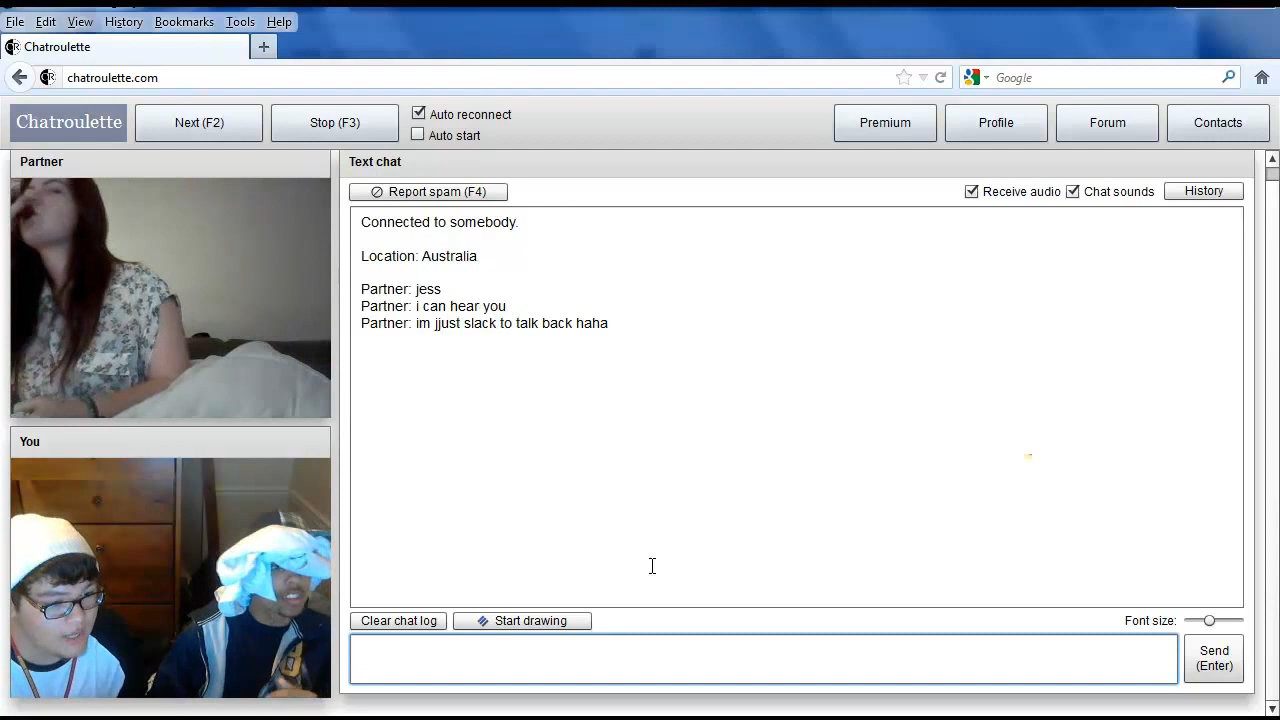 File Edit View History Bookmarks Tools Help
Chatroulette
chatroulette.com
Google
Chatroulette
Next (F2)
Stop (F3)
Auto reconnect
Auto start
Premium
Profile
Forum
Contacts
Partner
Text chat
Report spam (F4)
Receive audio
Chat sounds
History
Connected to somebody.
Location: Australia
Partner: jess
Partner: i can hear you
Partner: im jjust slack to talk back haha
You
Clear chat log
Start drawing
Font size:
Send
(Enter)